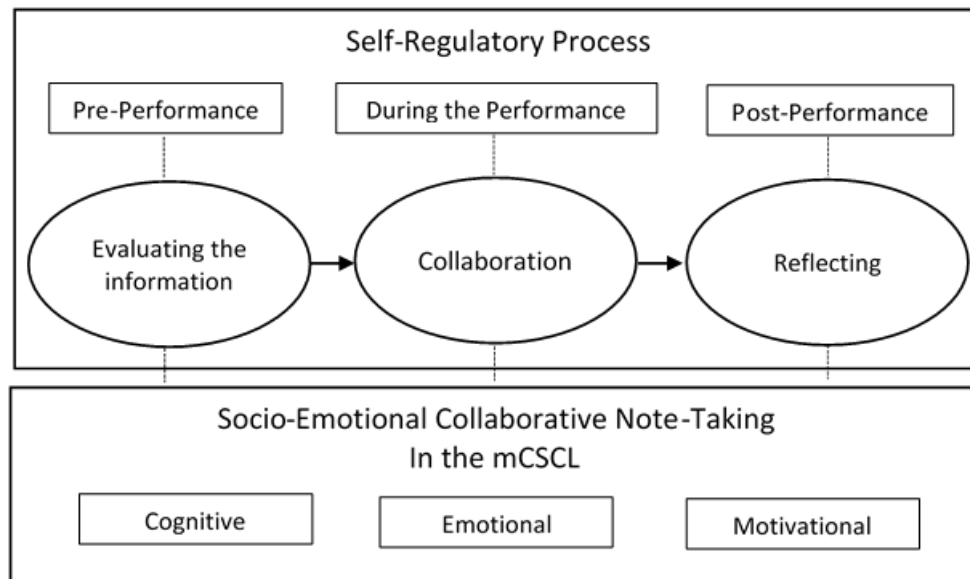 Self-Regulatory Process
Pre-Performance
During the Performance
Post-Performance
Evaluating the
information
Collaboration
Reflecting
Socio-Emotional Collaborative Note-Taking
In the mCSCL
Cognitive
Emotional
Motivational